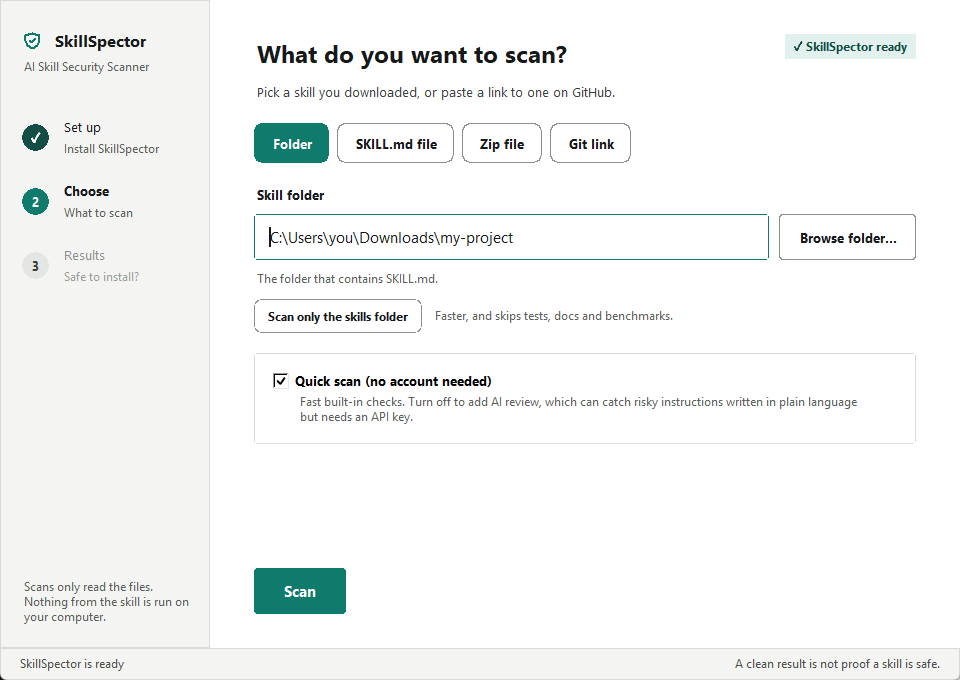 SkillSpector
AI Skill Security Scanner
Set up
Install SkillSpector
2
Choose
What to scan
3
Results
Safe to install?
Scans only read the files.
Nothing from the skill is run on
your computer.
What do you want to scan?
✓ SkillSpector ready
Pick a skill you downloaded, or paste a link to one on GitHub.
Folder
SKILL.md file
Zip file
Git link
Skill folder
C:\Users\you\Downloads\my-project
Browse folder...
The folder that contains SKILL.md.
Scan only the skills folder
Faster, and skips tests, docs and benchmarks.
Quick scan (no account needed)
Fast built-in checks. Turn off to add AI review, which can catch risky instructions written in plain language
but needs an API key.
Scan
SkillSpector is ready
A clean result is not proof a skill is safe.